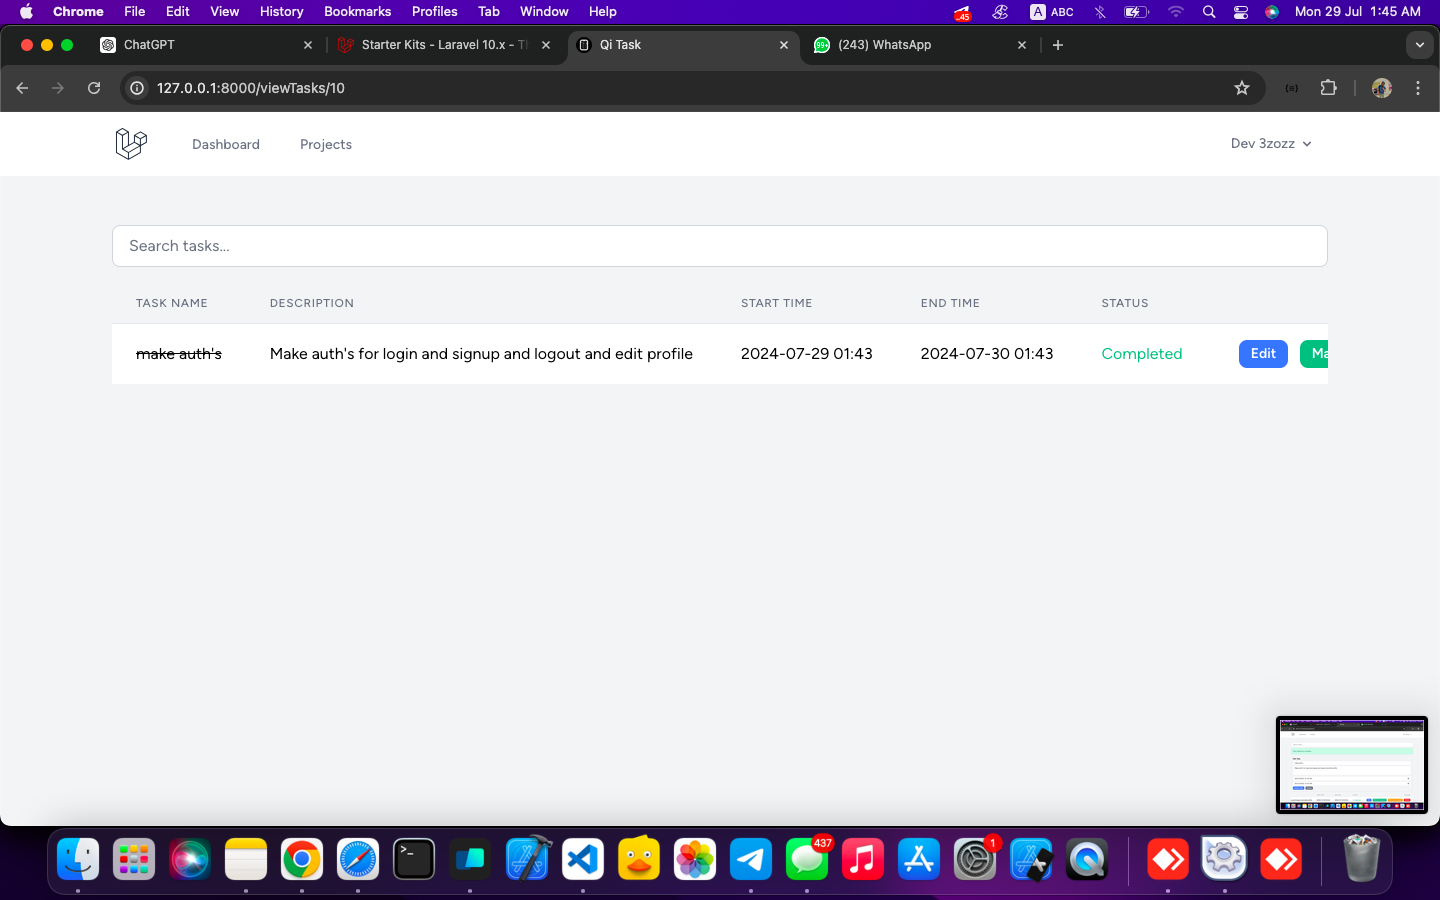 Chrome File Edit View History Bookmarks Profiles Tab Window Help .45 A ABC Mon 29 Jul 1:45 AM
ChatGPT Starter Kits - Laravel 10.x - Th Qi Task 99+ (243) WhatsApp
127.0.0.1:8000/viewTasks/10
Dashboard Projects Dev 3zozz
Search tasks...
TASK NAME DESCRIPTION START TIME END TIME STATUS
make auth's Make auth's for login and signup and logout and edit profile 2024-07-29 01:43 2024-07-30 01:43 Completed Edit Ma
437 1